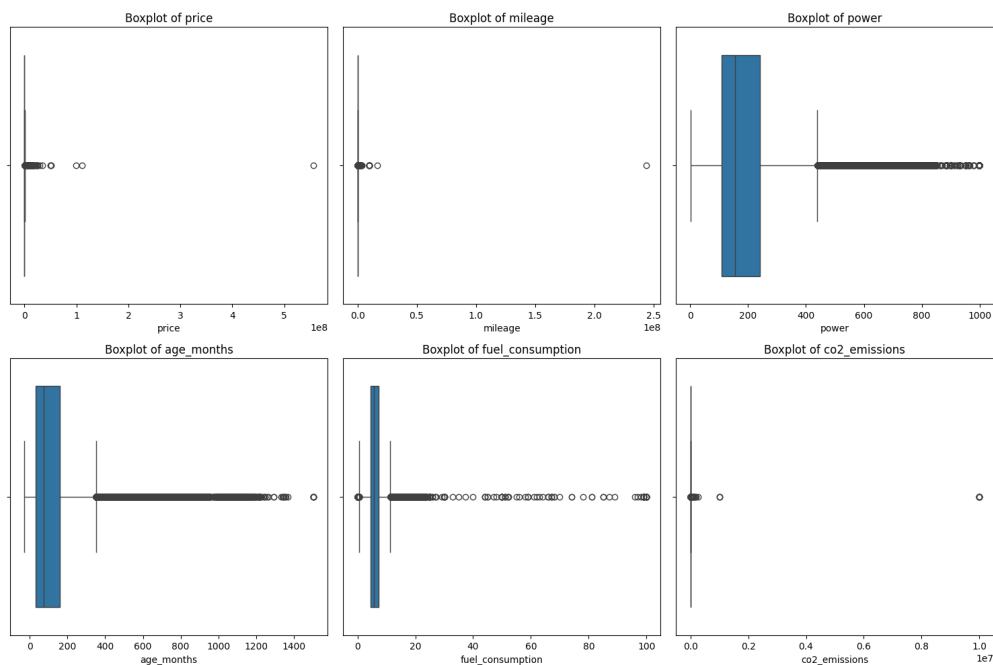 Boxplot of price
Boxplot of mileage
Boxplot of power
0 1 2 3 4 5
1e8
price
0.0 0.5 1.0 1.5 2.0 2.5
1e8
mileage
0 200 400 600 800 1000
power
Boxplot of age_months
Boxplot of fuel_consumption
Boxplot of co2_emissions
0 200 400 600 800 1000 1200 1400
age_months
0 20 40 60 80 100
fuel_consumption
0.0 0.2 0.4 0.6 0.8 1.0
1e7
co2_emissions